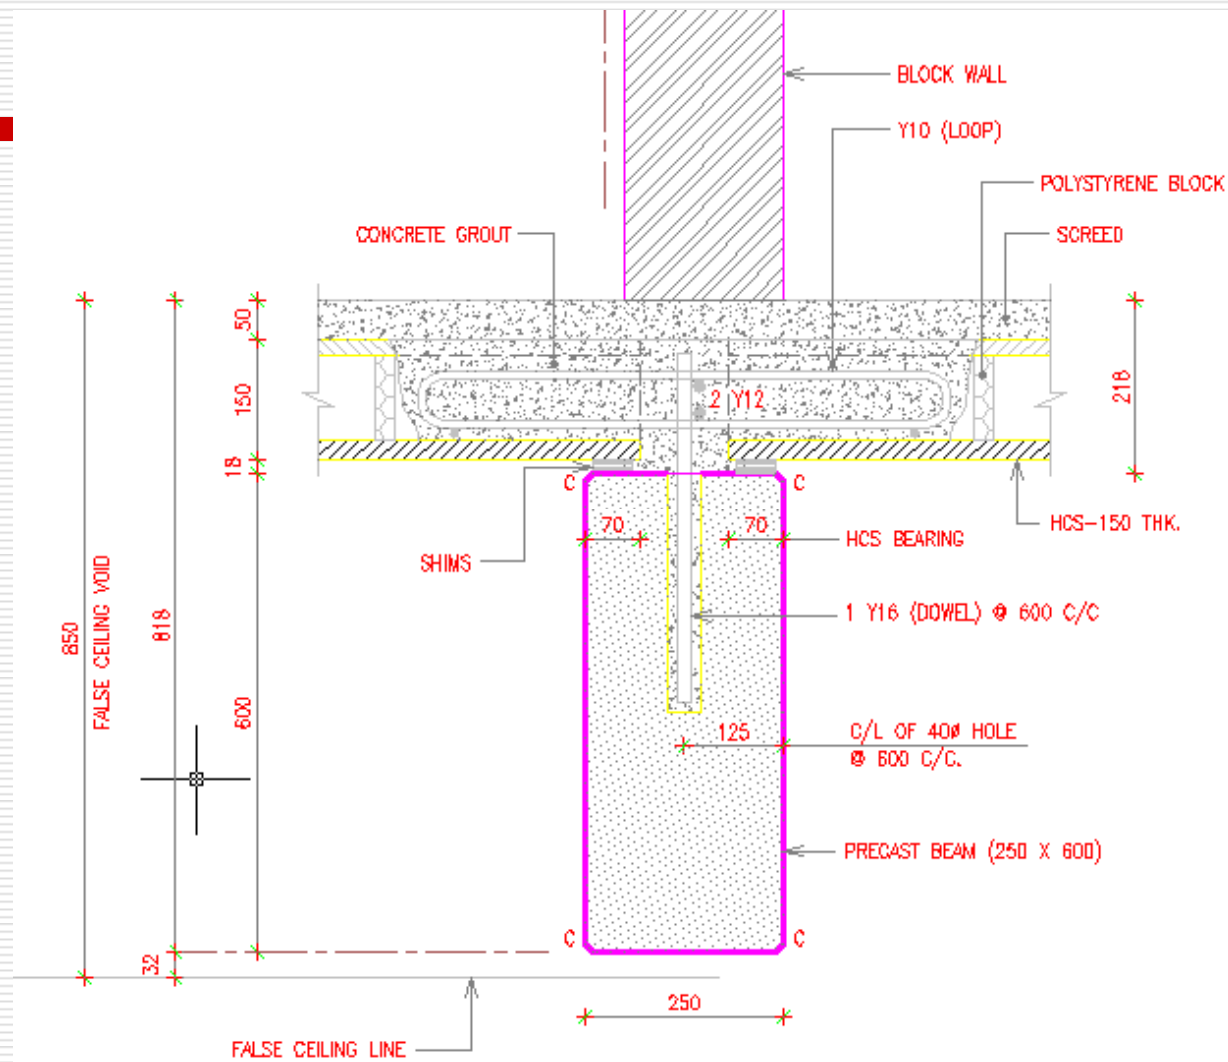 BLOCK WALL
Y10 (LOOP)
POLYSTYRENE BLOCK
CONCRETE GROUT
SCREED
50
150
2 Y12
218
18
C
C
70
70
HCS-150 THK.
HCS BEARING
SHIMS
850
FALSE CEILING VOID
818
1 Y16 (DOWEL) @ 600 C/C
600
125
C/L OF 40Ø HOLE
@ 600 C/C.
PRECAST BEAM (250 X 600)
C
C
32
250
FALSE CEILING LINE